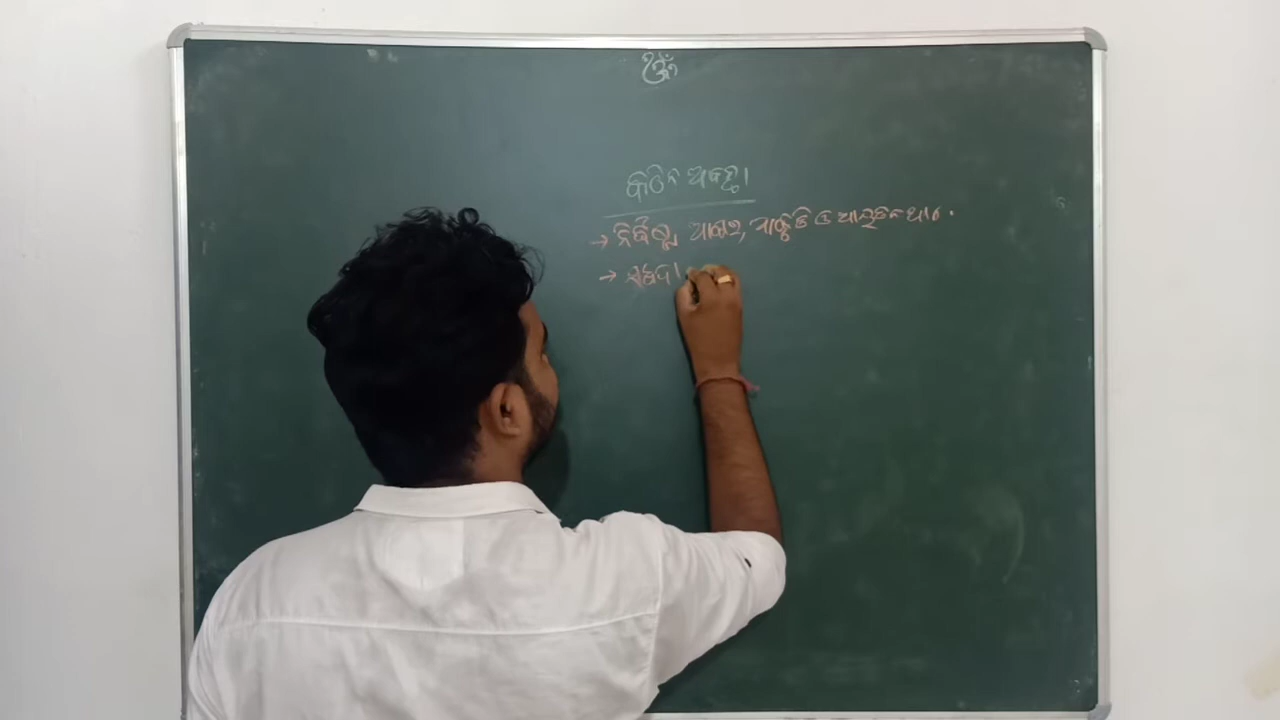 ଓଁ
କଠିନ ଅବସ୍ଥା
→ ନିର୍ଦ୍ଦିଷ୍ଟ ଆକାର, ଆକୃତି ଓ ଆୟତନ ଥାଏ.
→